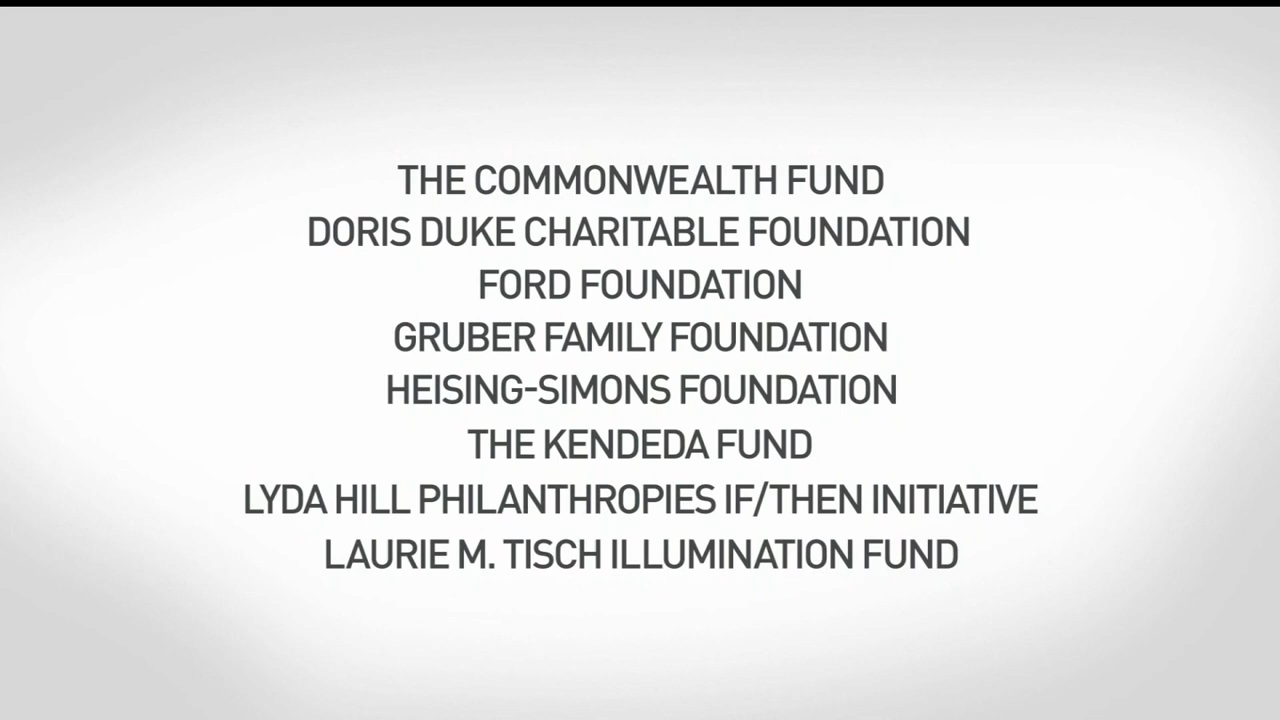 THE COMMONWEALTH FUND
DORIS DUKE CHARITABLE FOUNDATION
FORD FOUNDATION
GRUBER FAMILY FOUNDATION
HEISING-SIMONS FOUNDATION
THE KENDEDA FUND
LYDA HILL PHILANTHROPIES IF/THEN INITIATIVE
LAURIE M. TISCH ILLUMINATION FUND